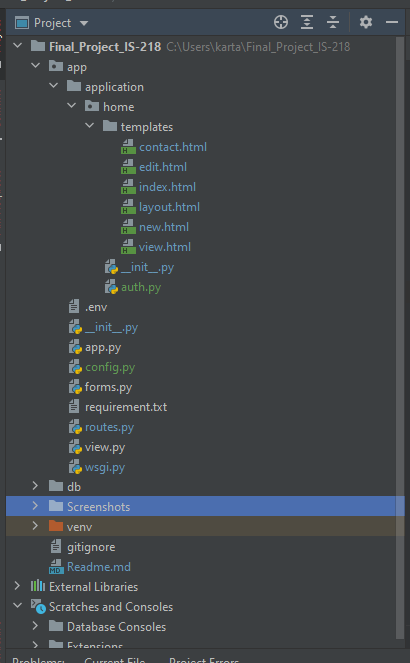 Project
Final_Project_IS-218 C:\Users\karta\Final_Project_IS-218
app
application
home
templates
contact.html
edit.html
index.html
layout.html
new.html
view.html
__init__.py
auth.py
.env
__init__.py
app.py
config.py
forms.py
requirement.txt
routes.py
view.py
wsgi.py
db
Screenshots
venv
gitignore
Readme.md
External Libraries
Scratches and Consoles
Database Consoles
Extensions
Problems: Current File Project Errors